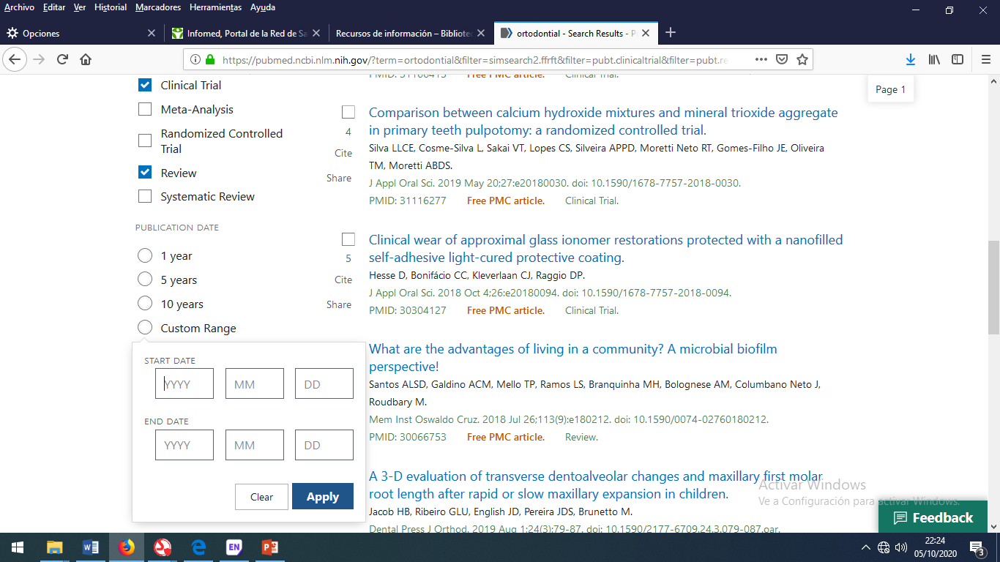 Archivo Editar Ver Historial Marcadores Herramientas Ayuda
Opciones
Infomed, Portal de la Red de Sa
Recursos de información – Bibliote
ortodontial - Search Results - P
https://pubmed.ncbi.nlm.nih.gov/?term=ortodontial&filter=simsearch2.ffrft&filter=pubt.clinicaltrial&filter=pubt.re
Clinical Trial
Meta-Analysis
Randomized Controlled
Trial
Review
Systematic Review
PUBLICATION DATE
1 year
5 years
10 years
Custom Range
START DATE
YYYY MM DD
END DATE
YYYY MM DD
Clear Apply
PMID: 31166413 Free PMC article. Clinical Trial.
Page 1
Comparison between calcium hydroxide mixtures and mineral trioxide aggregate
in primary teeth pulpotomy: a randomized controlled trial.
4
Cite
Share
Silva LLCE, Cosme-Silva L, Sakai VT, Lopes CS, Silveira APPD, Moretti Neto RT, Gomes-Filho JE, Oliveira
TM, Moretti ABDS.
J Appl Oral Sci. 2019 May 20;27:e20180030. doi: 10.1590/1678-7757-2018-0030.
PMID: 31116277 Free PMC article. Clinical Trial.
Clinical wear of approximal glass ionomer restorations protected with a nanofilled
self-adhesive light-cured protective coating.
5
Cite
Share
Hesse D, Bonifácio CC, Kleverlaan CJ, Raggio DP.
J Appl Oral Sci. 2018 Oct 4;26:e20180094. doi: 10.1590/1678-7757-2018-0094.
PMID: 30304127 Free PMC article. Clinical Trial.
What are the advantages of living in a community? A microbial biofilm
perspective!
Santos ALSD, Galdino ACM, Mello TP, Ramos LS, Branquinha MH, Bolognese AM, Columbano Neto J,
Roudbary M.
Mem Inst Oswaldo Cruz. 2018 Jul 26;113(9):e180212. doi: 10.1590/0074-02760180212.
PMID: 30066753 Free PMC article. Review.
A 3-D evaluation of transverse dentoalveolar changes and maxillary first molar
root length after rapid or slow maxillary expansion in children.
Jacob HB, Ribeiro GLU, English JD, Pereira JDS, Brunetto M.
Dental Press J Orthod. 2019 Aug 1;24(3):79-87. doi: 10.1590/2177-6709.24.3.079-087.oar.
Activar Windows
Ve a Configuración para activar Windows.
Feedback
EN
22:24
05/10/2020
3